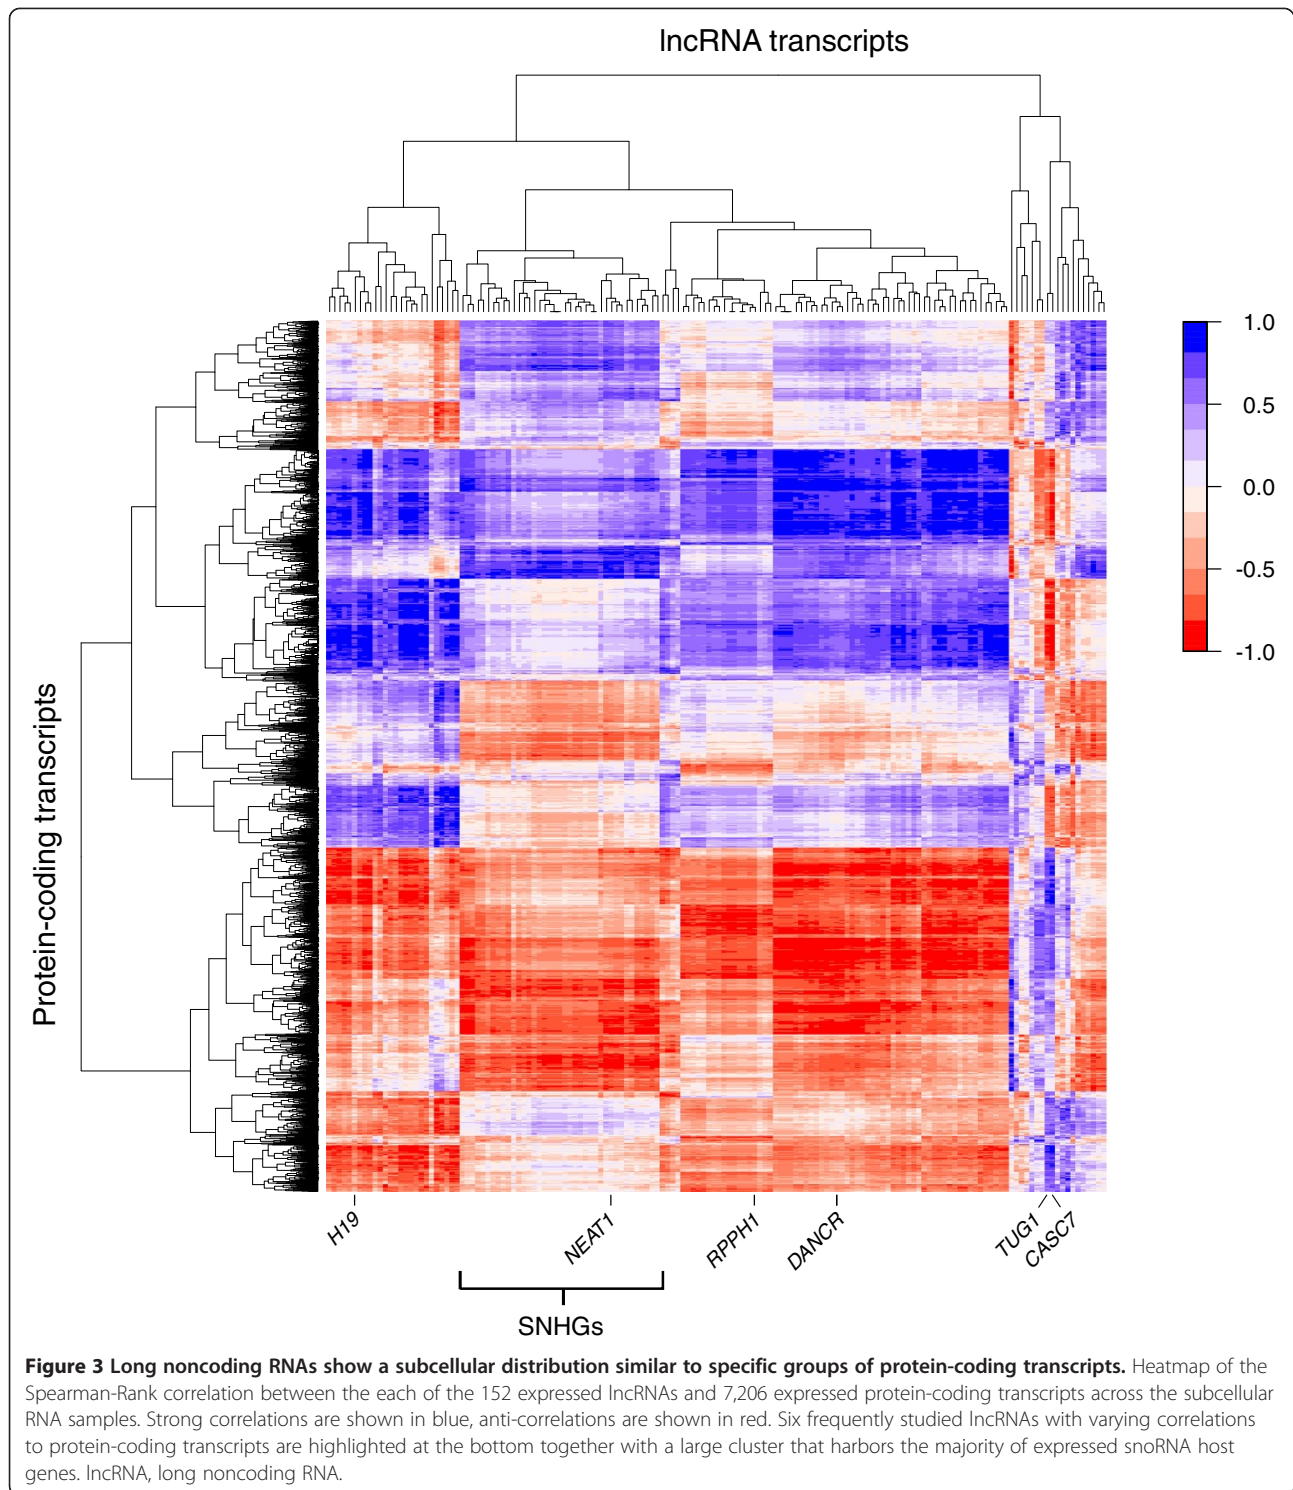 lncRNA transcripts
Protein-coding transcripts
1.0
0.5
0.0
-0.5
-1.0
H19
NEAT1
RPPH1
DANCR
TUG1
CASC7
SNHGs
Figure 3 Long noncoding RNAs show a subcellular distribution similar to specific groups of protein-coding transcripts. Heatmap of the
Spearman-Rank correlation between the each of the 152 expressed lncRNAs and 7,206 expressed protein-coding transcripts across the subcellular
RNA samples. Strong correlations are shown in blue, anti-correlations are shown in red. Six frequently studied lncRNAs with varying correlations
to protein-coding transcripts are highlighted at the bottom together with a large cluster that harbors the majority of expressed snoRNA host
genes. lncRNA, long noncoding RNA.